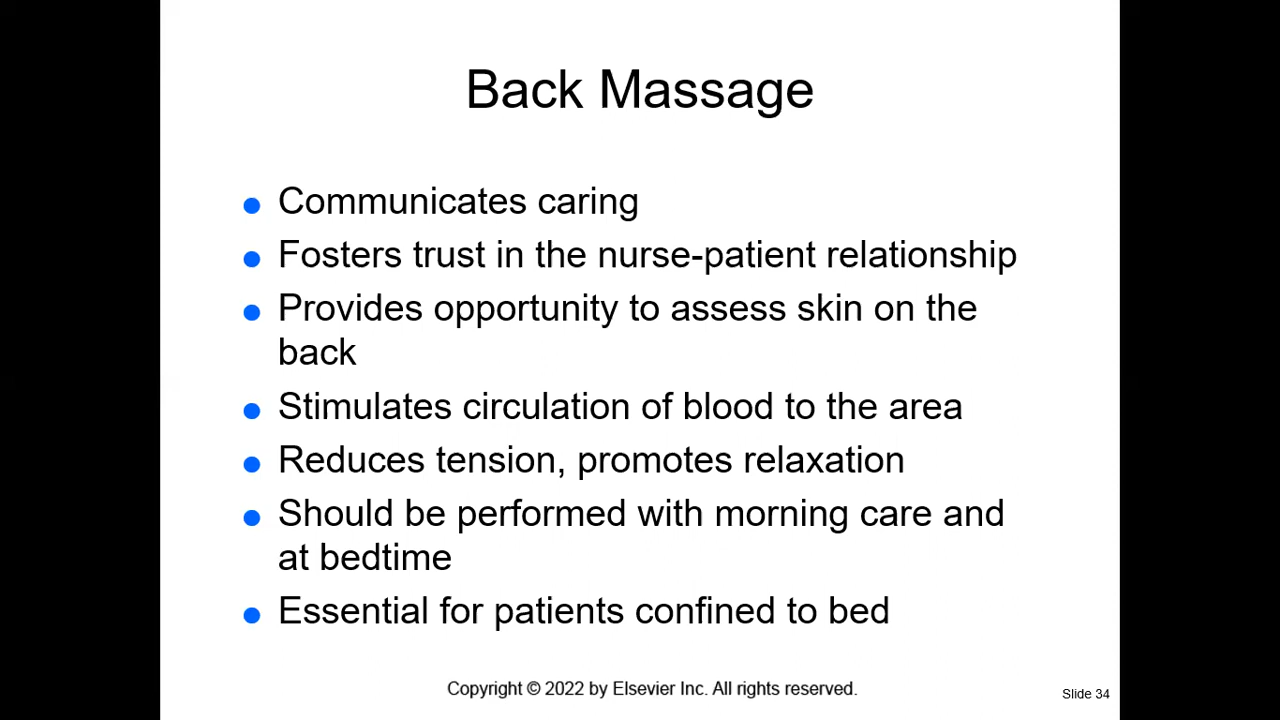 Back Massage
● Communicates caring
● Fosters trust in the nurse-patient relationship
● Provides opportunity to assess skin on the
back
● Stimulates circulation of blood to the area
● Reduces tension, promotes relaxation
● Should be performed with morning care and
at bedtime
● Essential for patients confined to bed
Copyright © 2022 by Elsevier Inc. All rights reserved.
Slide 34